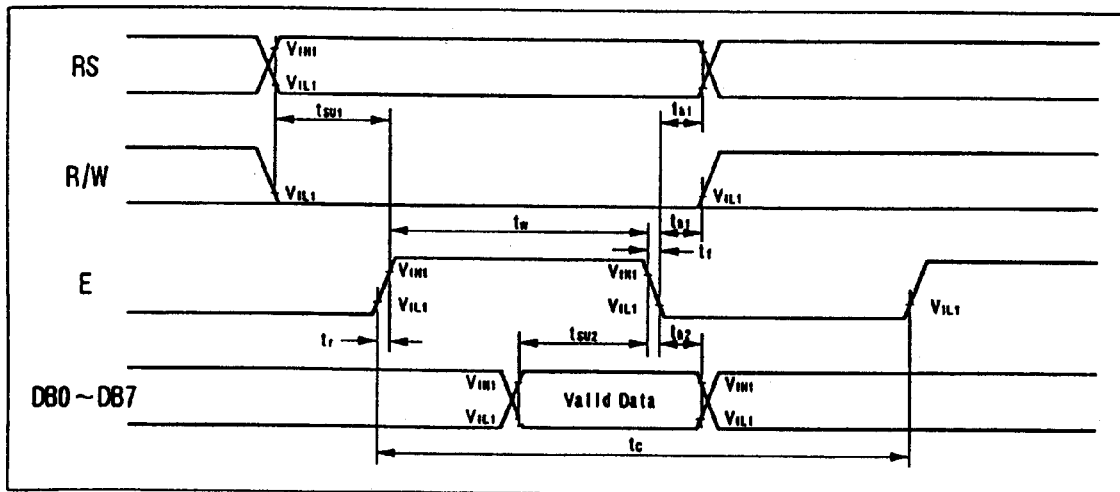 RS
VIH1
VIL1
tsu1
th1
R/W
VIL1
VIL1
tw
th1
tf
E
VIH1
VIH1
VIL1
VIL1
VIL1
tr
tsu2
th2
DB0~DB7
VIH1
Valid Data
VIH1
VIL1
VIL1
tc